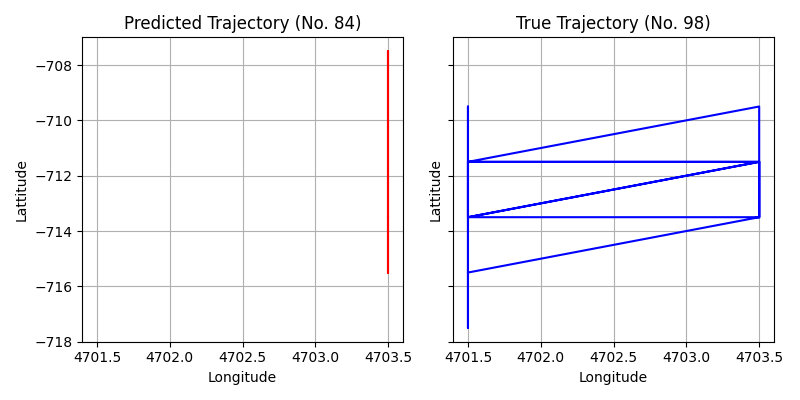 Predicted Trajectory (No. 84)
Lattitude
−708
−710
−712
−714
−716
−718
4701.5 4702.0 4702.5 4703.0 4703.5
Longitude
True Trajectory (No. 98)
Lattitude
4701.5 4702.0 4702.5 4703.0 4703.5
Longitude